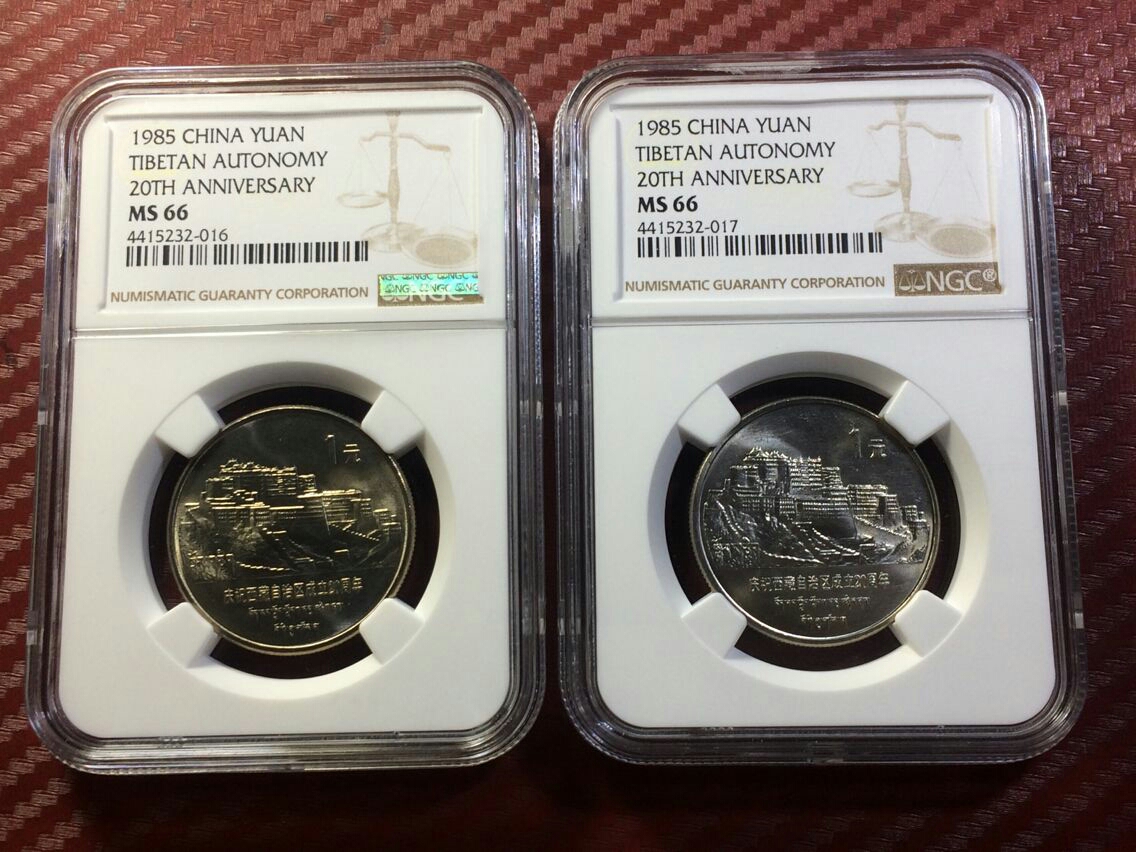 1985 CHINA YUAN
TIBETAN AUTONOMY
20TH ANNIVERSARY
MS 66
4415232-016
NUMISMATIC GUARANTY CORPORATION
NGC
1元
庆祝西藏自治区成立20周年
1985 CHINA YUAN
TIBETAN AUTONOMY
20TH ANNIVERSARY
MS 66
4415232-017
NUMISMATIC GUARANTY CORPORATION
NGC®
1元
庆祝西藏自治区成立20周年